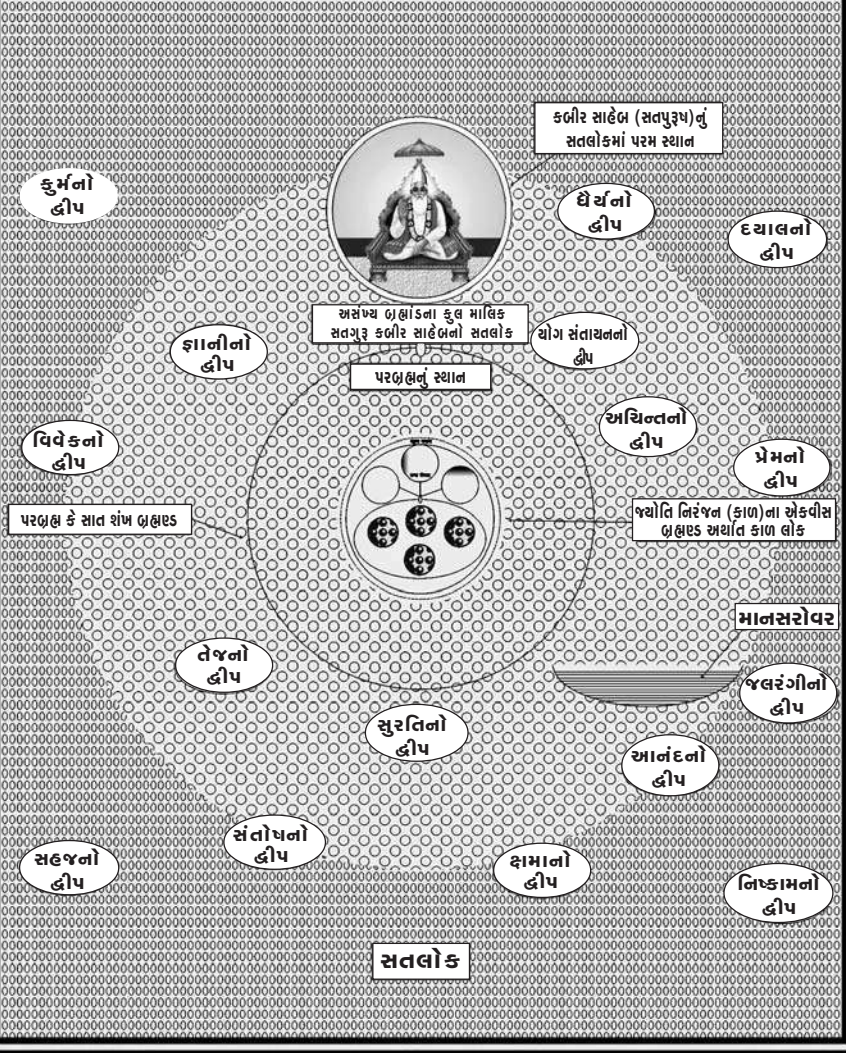 કબીર સાહેબ (સતપુરૂષ)નું
સતલોકમાં પરમ સ્થાન
કુર્મનો
દ્વીપ
ધૈર્યનો
દ્વીપ
દયાલનો
દ્વીપ
અસંખ્ય બ્રહ્માંડના કુલ માલિક
સતગુરૂ કબીર સાહેબનો સતલોક
યોગ સંતાયનનો
દ્વીપ
જ્ઞાનીનો
દ્વીપ
પરબ્રહ્મનું સ્થાન
અચિન્તનો
દ્વીપ
વિવેકનો
દ્વીપ
પ્રેમનો
દ્વીપ
પરબ્રહ્મ કે સાત શંખ બ્રહ્મણ્ડ
જ્યોતિ નિરંજન (કાળ)ના એકવીસ
બ્રહ્મણ્ડ અર્થાત કાળ લોક
માનસરોવર
તેજનો
દ્વીપ
જલરંગીનો
દ્વીપ
સુરતિનો
દ્વીપ
આનંદનો
દ્વીપ
સંતોષનો
દ્વીપ
સહજનો
દ્વીપ
ક્ષામાનો
દ્વીપ
નિષ્કામનો
દ્વીપ
સતલોક